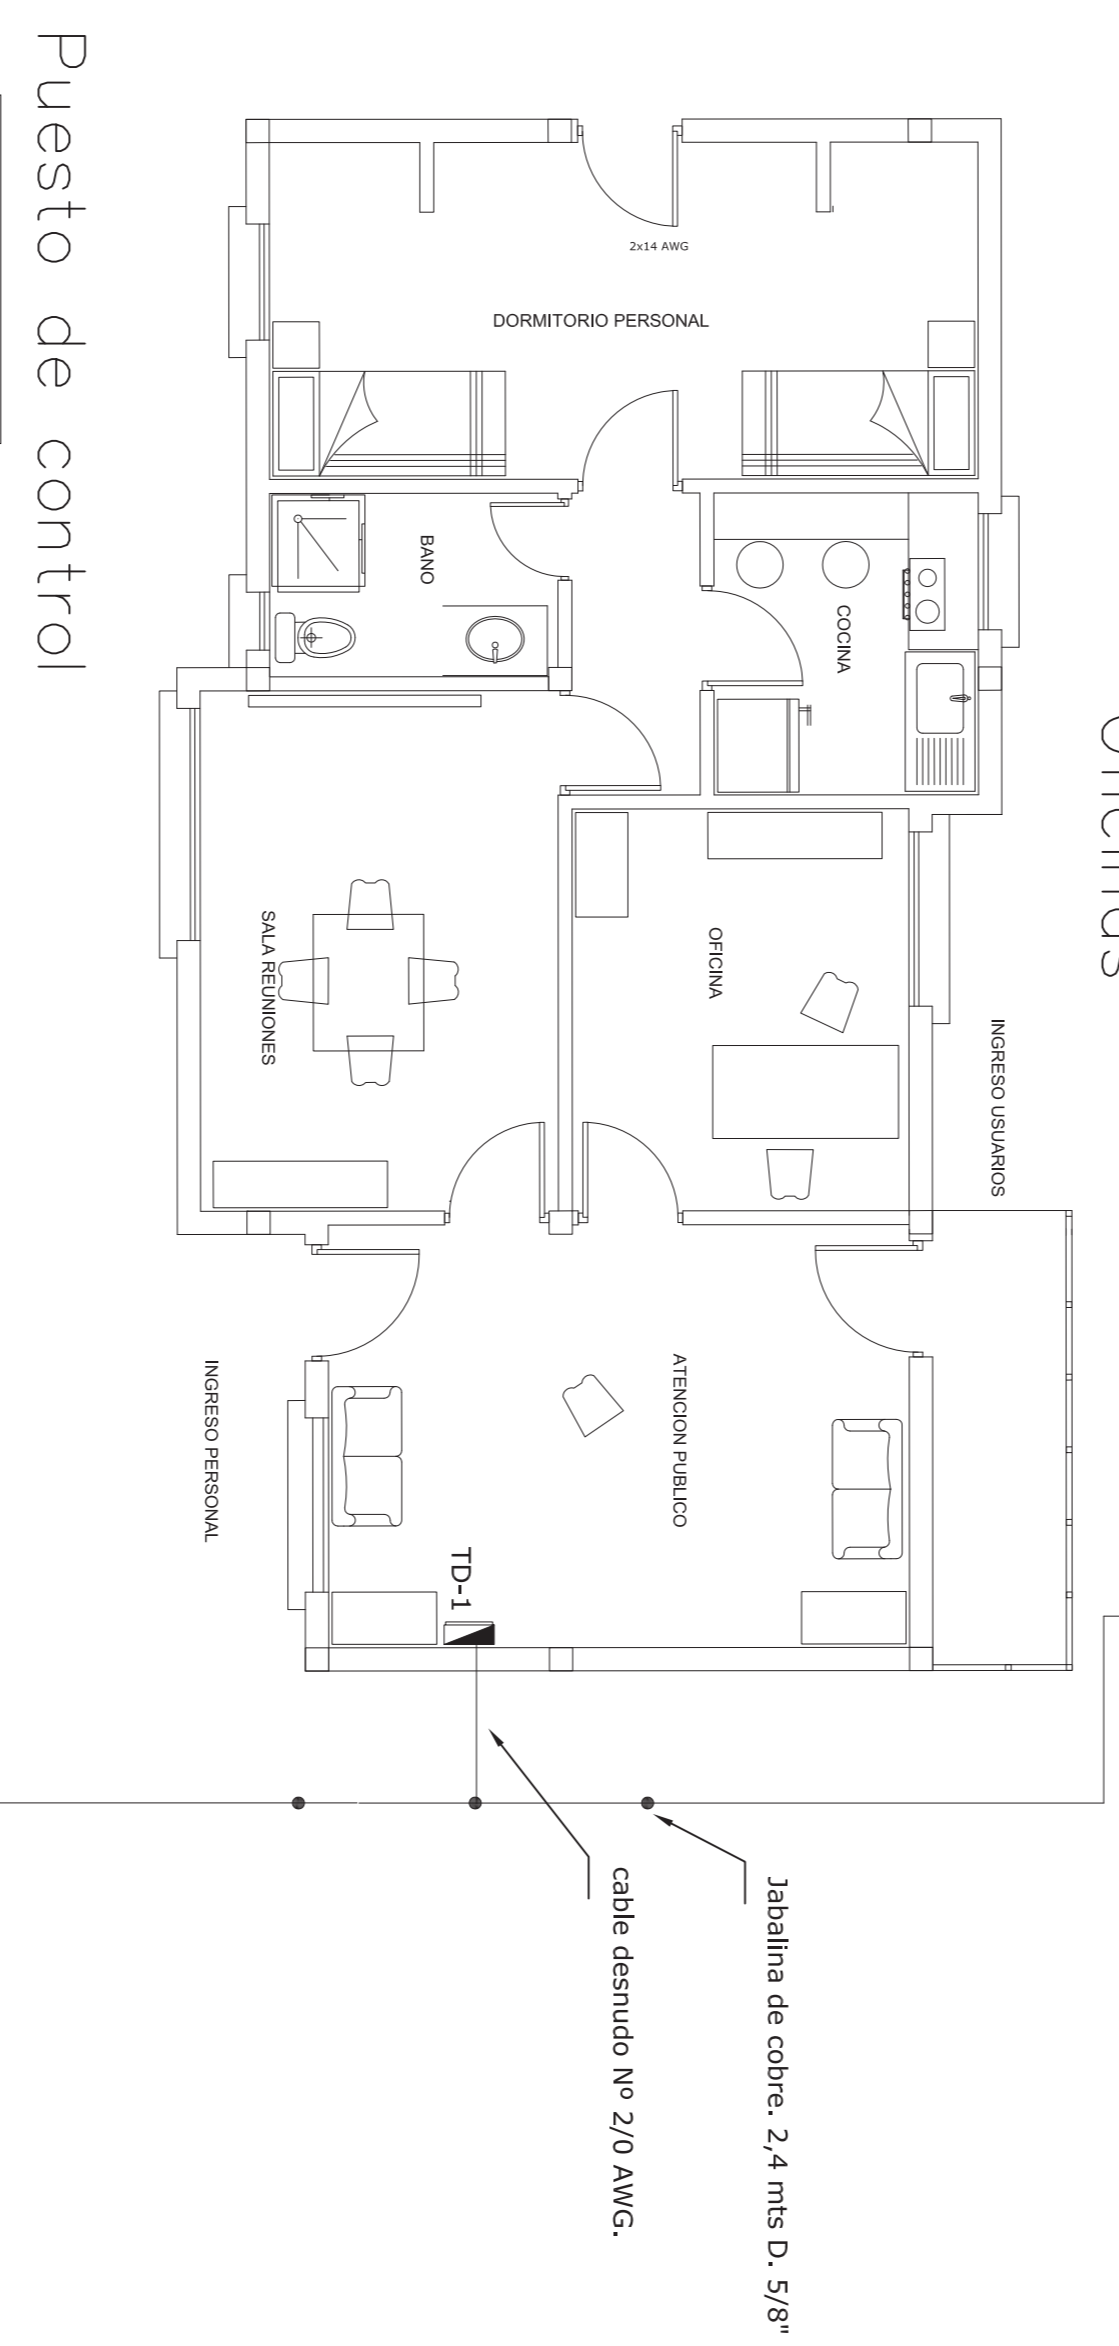 Puesto de control
Oficinas
2x14 AWG
DORMITORIO PERSONAL
BANO
COCINA
SALA REUNIONES
OFICINA
INGRESO USUARIOS
INGRESO PERSONAL
ATENCION PUBLICO
TD-1
cable desnudo Nº 2/0 AWG.
Jabalina de cobre. 2,4 mts D. 5/8"